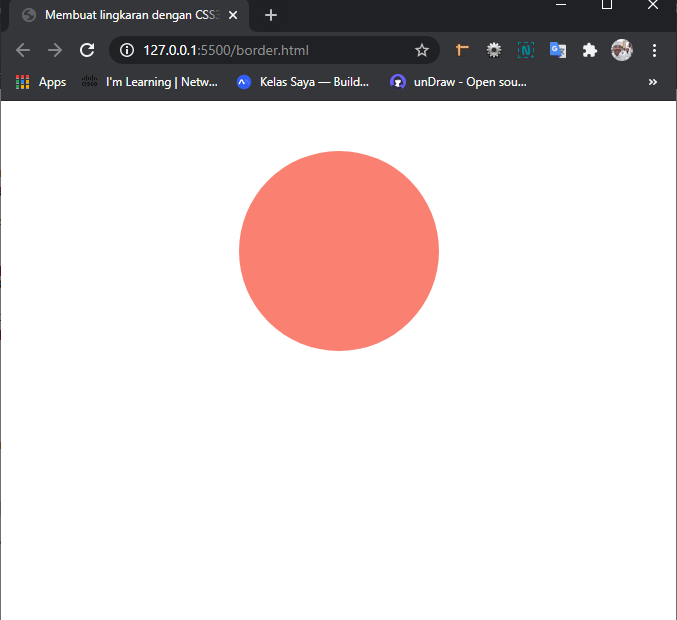 Membuat lingkaran dengan CSS3
127.0.0.1:5500/border.html
Apps I'm Learning | Netw... Kelas Saya — Build... unDraw - Open sou... »